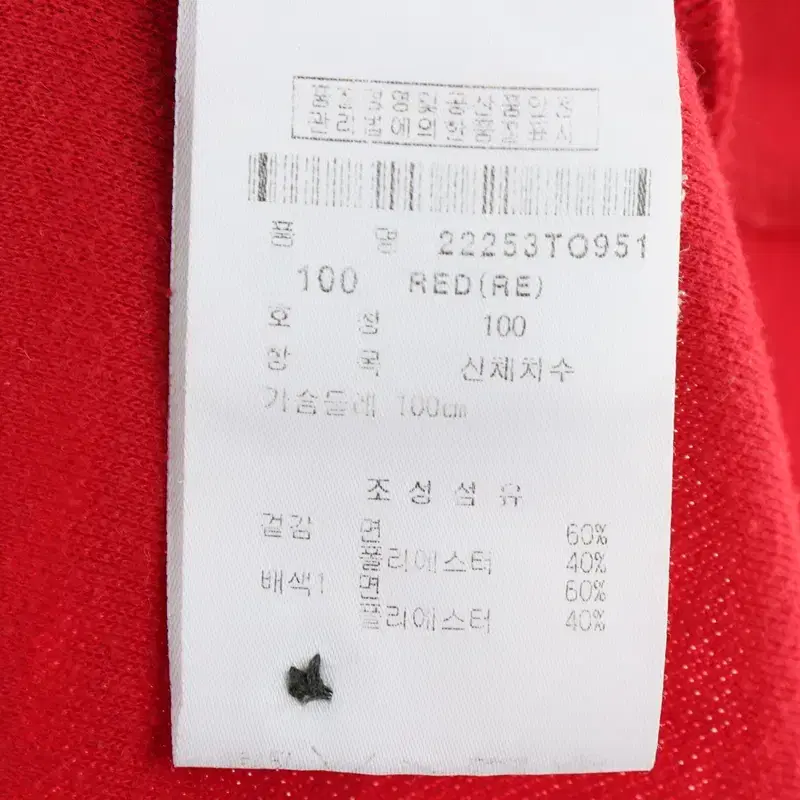 품질경영및공산품안전
관리법에의한품질표시
품 명 22253TO951
100 RED(RE)
호 칭 100
항 목 신체치수
가슴둘레 100㎝
조성섬유
겉감 면 60%
폴리에스터 40%
배색1 면 60%
폴리에스터 40%